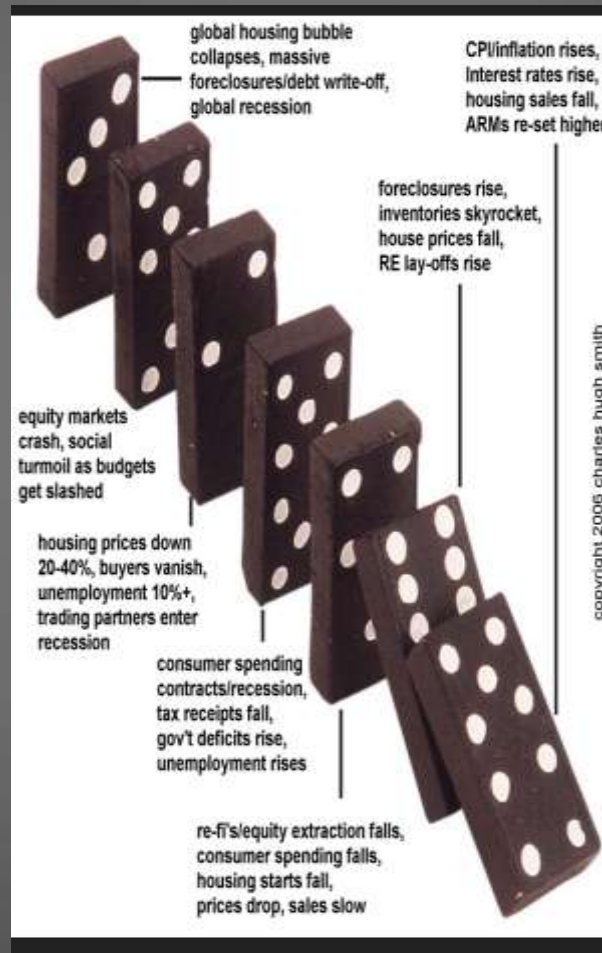 global housing bubble
collapses, massive
foreclosures/debt write-off,
global recession
CPI/inflation rises,
Interest rates rise,
housing sales fall,
ARMs re-set higher
foreclosures rise,
inventories skyrocket,
house prices fall,
RE lay-offs rise
equity markets
crash, social
turmoil as budgets
get slashed
housing prices down
20-40%, buyers vanish,
unemployment 10%+,
trading partners enter
recession
consumer spending
contracts/recession,
tax receipts fall,
gov't deficits rise,
unemployment rises
re-fi's/equity extraction falls,
consumer spending falls,
housing starts fall,
prices drop, sales slow
copyright 2006 charles hugh smith